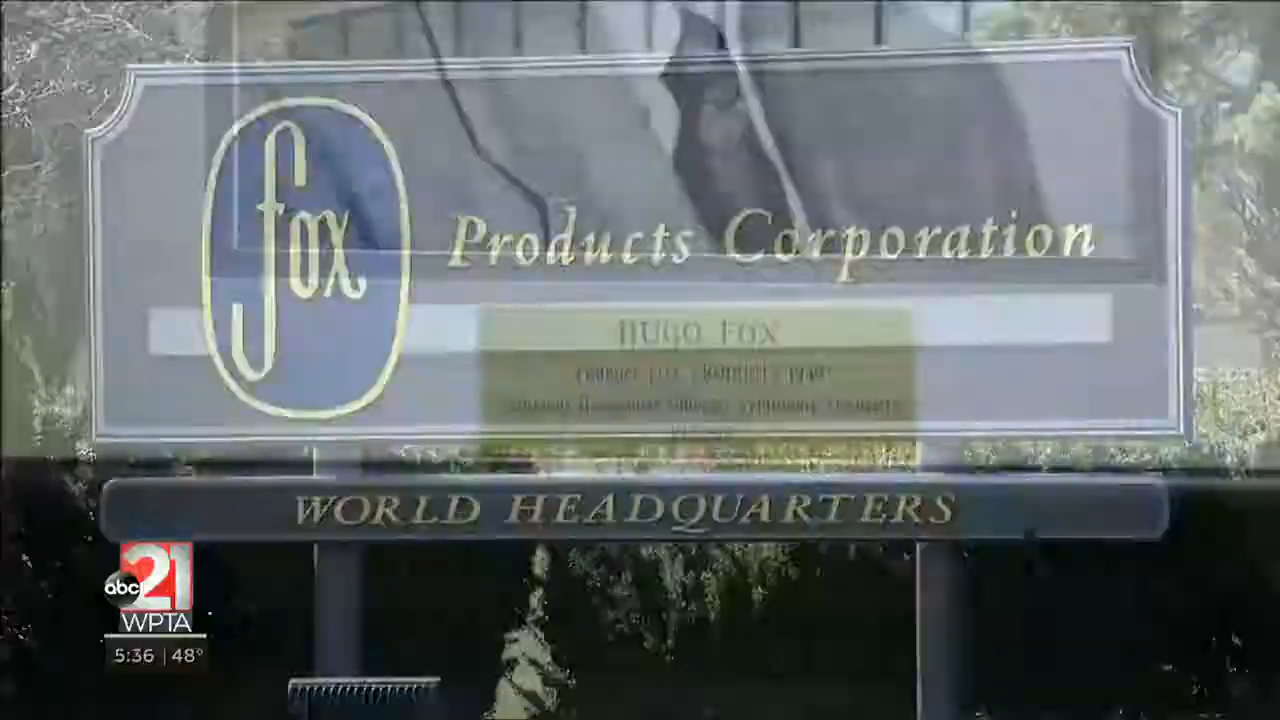 fox
Products Corporation
HUGO FOX
WORLD HEADQUARTERS
abc 21
WPTA
5:36 | 48°